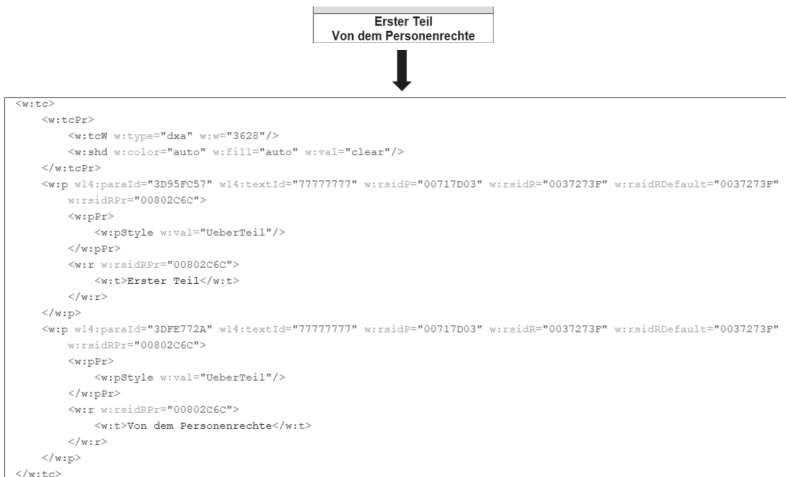 Erster Teil
Von dem Personenrechte
<w:tc>
<w:tcPr>
<w:tcW w:type="dxa" w:w="3628"/>
<w:shd w:color="auto" w:fill="auto" w:val="clear"/>
</w:tcPr>
<w:p w14:paraId="3D95FC57" w14:textId="77777777" w:rsidP="00717D03" w:rsidR="0037273F" w:rsidRDefault="0037273F"
w:rsidRPr="00802C6C">
<w:pPr>
<w:pStyle w:val="UeberTeil"/>
</w:pPr>
<w:r w:rsidRPr="00802C6C">
<w:t>Erster Teil</w:t>
</w:r>
</w:p>
<w:p w14:paraId="3DFE772A" w14:textId="77777777" w:rsidP="00717D03" w:rsidR="0037273F" w:rsidRDefault="0037273F"
w:rsidRPr="00802C6C">
<w:pPr>
<w:pStyle w:val="UeberTeil"/>
</w:pPr>
<w:r w:rsidRPr="00802C6C">
<w:t>Von dem Personenrechte</w:t>
</w:r>
</w:p>
</w:tc>